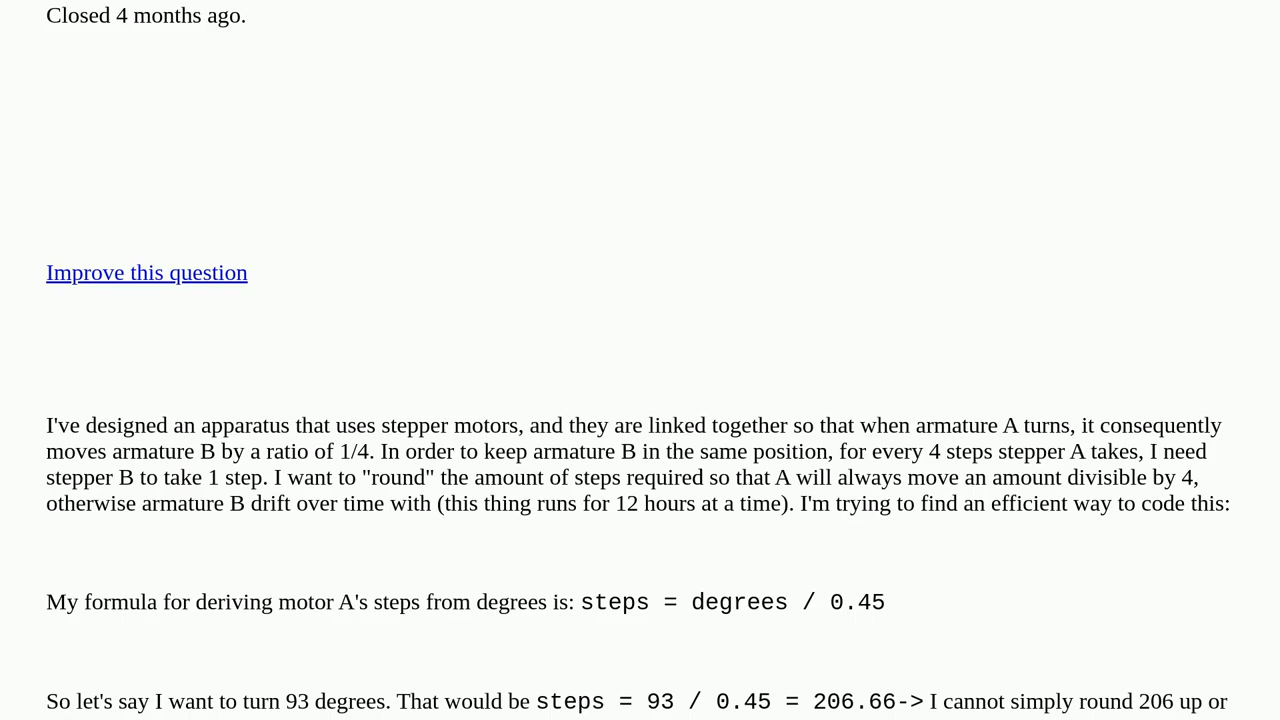 Closed 4 months ago.
Improve this question
I've designed an apparatus that uses stepper motors, and they are linked together so that when armature A turns, it consequently
moves armature B by a ratio of 1/4. In order to keep armature B in the same position, for every 4 steps stepper A takes, I need
stepper B to take 1 step. I want to "round" the amount of steps required so that A will always move an amount divisible by 4,
otherwise armature B drift over time with (this thing runs for 12 hours at a time). I'm trying to find an efficient way to code this:
My formula for deriving motor A's steps from degrees is: steps = degrees / 0.45
So let's say I want to turn 93 degrees. That would be steps = 93 / 0.45 = 206.66-> I cannot simply round 206 up or